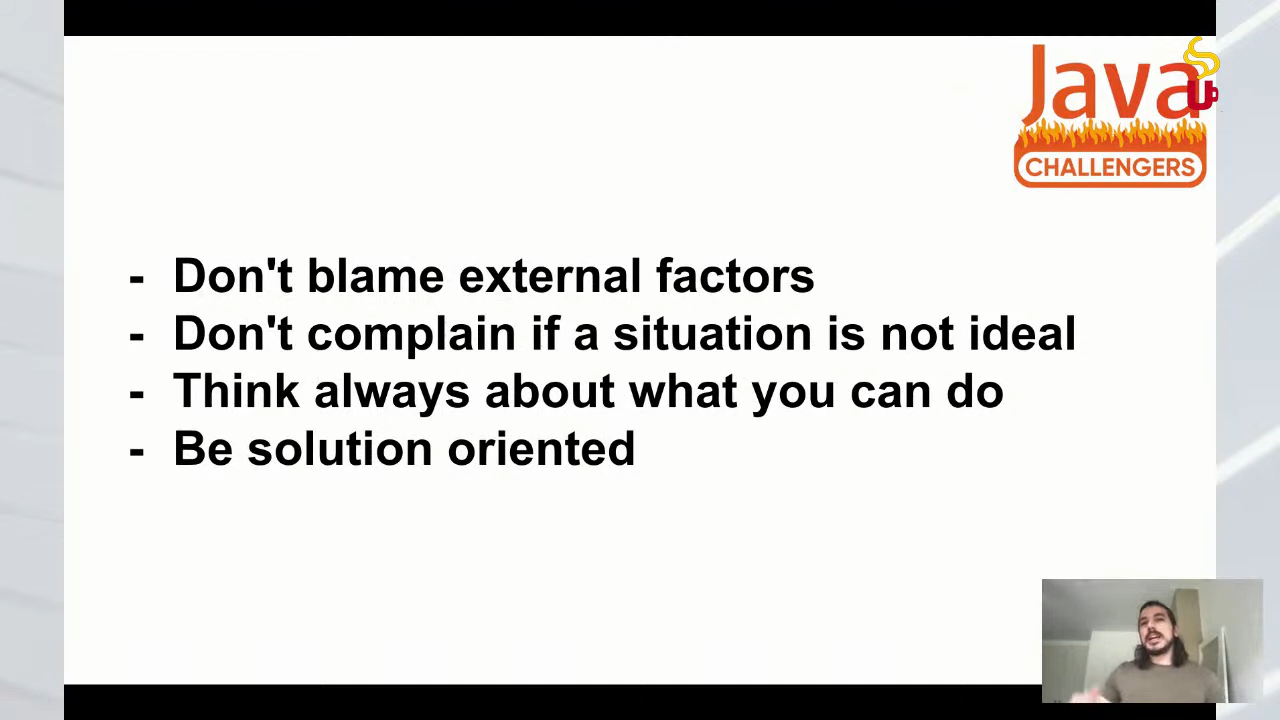 Java
CHALLENGERS
- Don't blame external factors
- Don't complain if a situation is not ideal
- Think always about what you can do
- Be solution oriented